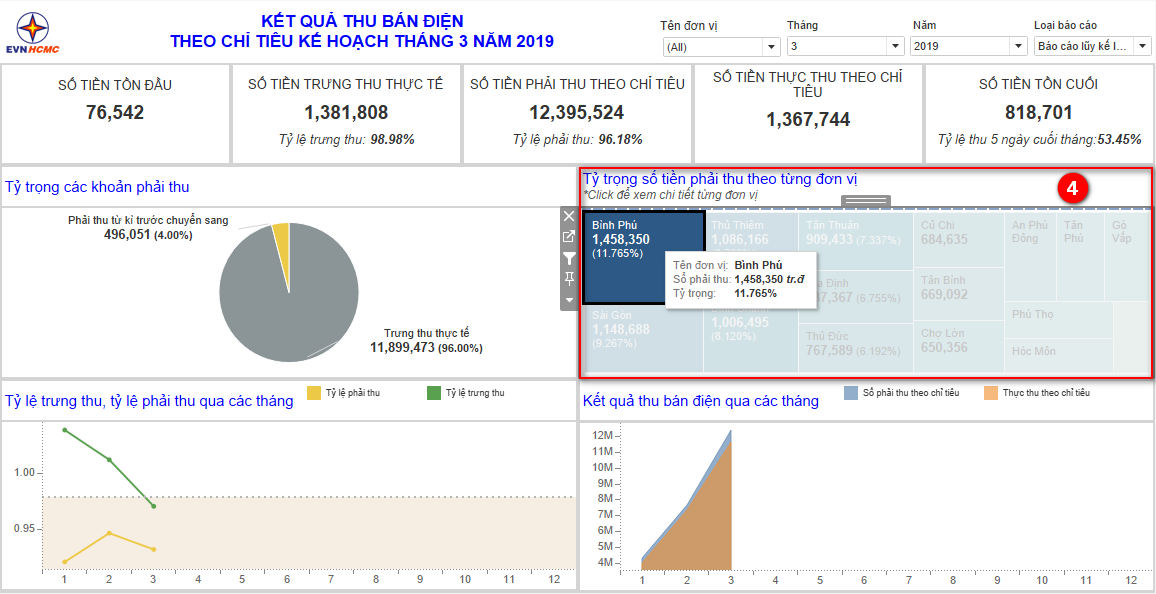 EVNHCMC
KẾT QUẢ THU BÁN ĐIỆN
THEO CHỈ TIÊU KẾ HOẠCH THÁNG 3 NĂM 2019
Tên đơn vị
(All)
Tháng
3
Năm
2019
Loại báo cáo
Báo cáo lũy kế l...
SỐ TIỀN TỒN ĐẦU
76,542
SỐ TIỀN TRƯNG THU THỰC TẾ
1,381,808
Tỷ lệ trưng thu: 98.98%
SỐ TIỀN PHẢI THU THEO CHỈ TIÊU
12,395,524
Tỷ lệ phải thu: 96.18%
SỐ TIỀN THỰC THU THEO CHỈ
TIÊU
1,367,744
SỐ TIỀN TỒN CUỐI
818,701
Tỷ lệ thu 5 ngày cuối tháng:53.45%
Tỷ trọng các khoản phải thu
Phải thu từ kì trước chuyển sang
496,051 (4.00%)
Trưng thu thực tế
11,899,473 (96.00%)
Tỷ trọng số tiền phải thu theo từng đơn vị
*Click để xem chi tiết từng đơn vị
4
Bình Phú
1,458,350
(11.765%)
Sài Gòn
1,148,688
(9.267%)
Thủ Thiêm
1,086,166
1,006,495
(8.120%)
Tân Thuận
909,433 (7.337%)
Định
7,367 (6.755%)
Thủ Đức
767,589 (6.192%)
Củ Chi
684,635
Tân Bình
669,092
Chợ Lớn
650,356
An Phú
Đông
Tân
Phú
Gò
Vấp
Phú Thọ
Hóc Môn
Tên đơn vị: Bình Phú
Số phải thu: 1,458,350 tr.đ
Tỷ trọng: 11.765%
Tỷ lệ trưng thu, tỷ lệ phải thu qua các tháng
Tỷ lệ phải thu
Tỷ lệ trưng thu
1.00
0.95
1 2 3 4 5 6 7 8 9 10 11 12
Kết quả thu bán điện qua các tháng
Số phải thu theo chỉ tiêu
Thực thu theo chỉ tiêu
12M
11M
10M
9M
8M
7M
6M
5M
4M
1 2 3 4 5 6 7 8 9 10 11 12